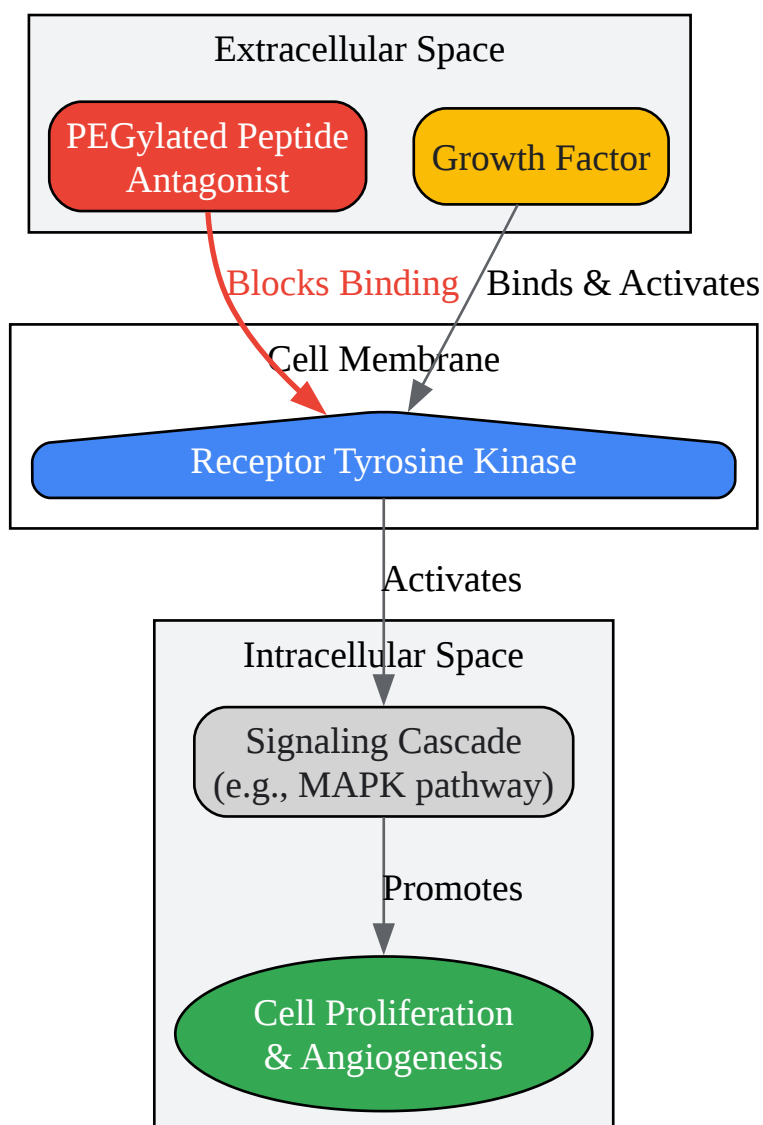 Extracellular Space
PEGylated Peptide
Antagonist
Growth Factor
Blocks Binding
Binds & Activates
Cell Membrane
Receptor Tyrosine Kinase
Activates
Intracellular Space
Signaling Cascade
(e.g., MAPK pathway)
Promotes
Cell Proliferation
& Angiogenesis